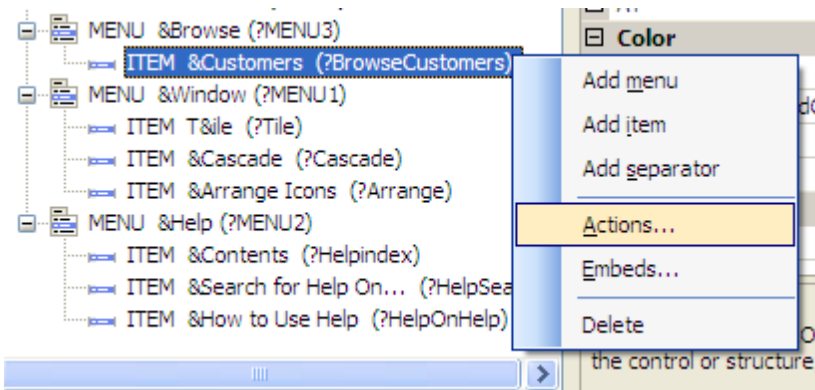 MENU &Browse (?MENU3)
ITEM &Customers (?BrowseCustomers)
MENU &Window (?MENU1)
ITEM T&ile (?Tile)
ITEM &Cascade (?Cascade)
ITEM &Arrange Icons (?Arrange)
MENU &Help (?MENU2)
ITEM &Contents (?Helpindex)
ITEM &Search for Help On... (?HelpSea
ITEM &How to Use Help (?HelpOnHelp)
Color
Add menu
Add item
Add separator
Actions...
Embeds...
Delete
the control or structure